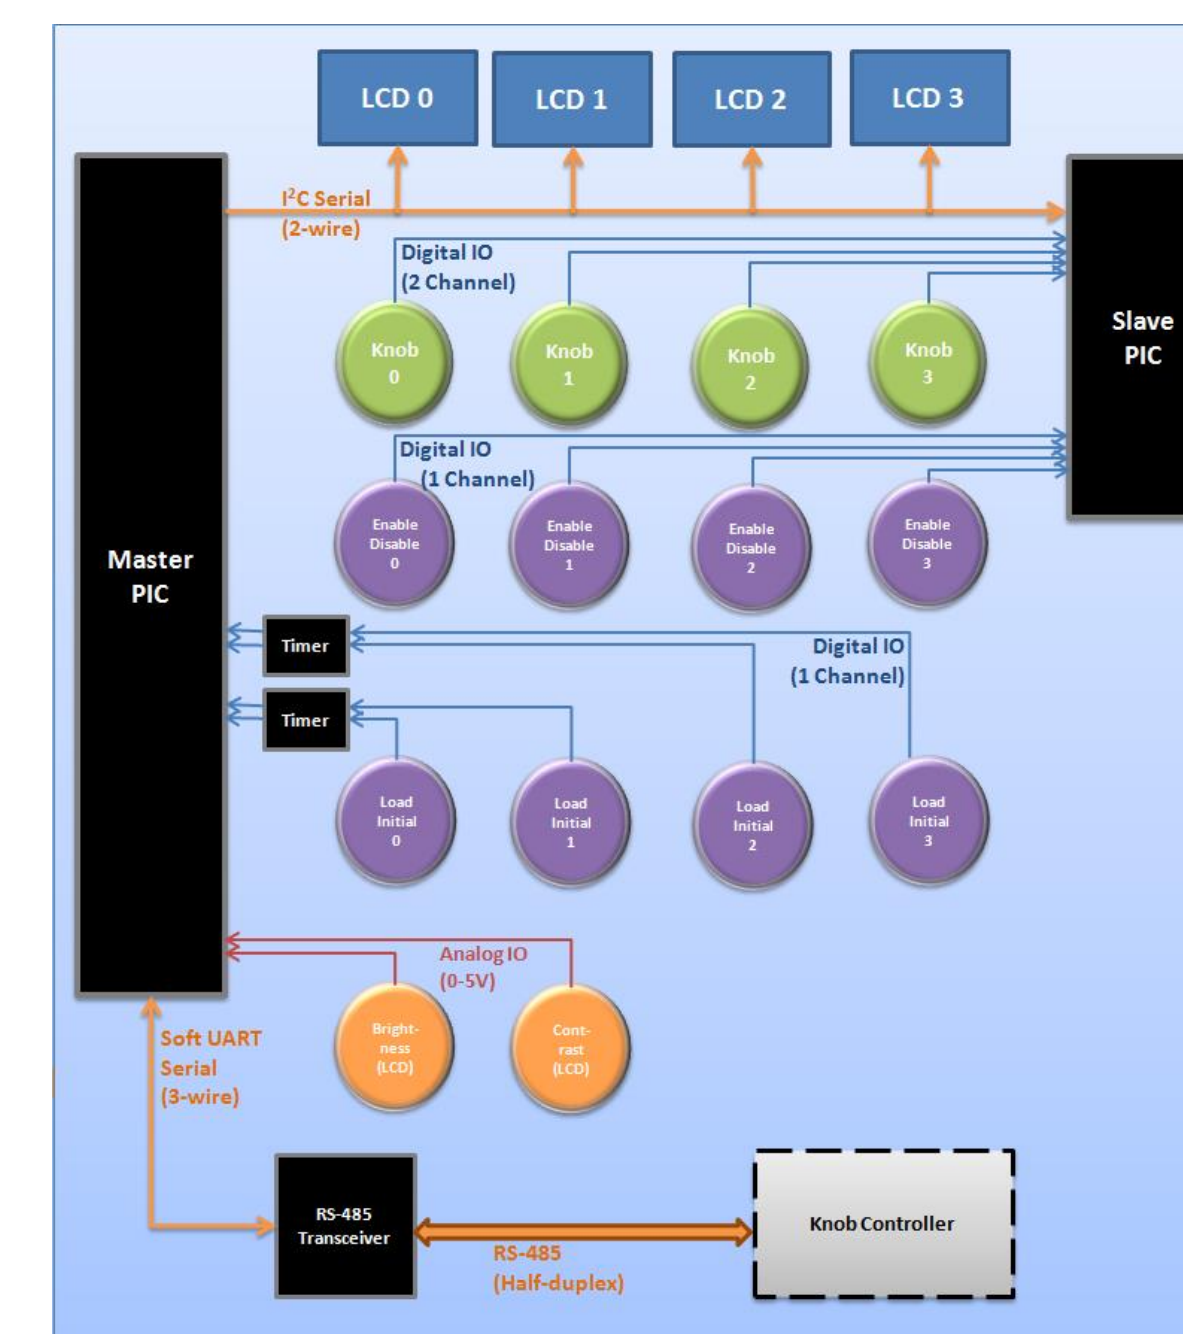 LCD 0
LCD 1
LCD 2
LCD 3
I²C Serial
(2-wire)
Digital IO
(2 Channel)
Slave
PIC
Knob
0
Knob
1
Knob
2
Knob
3
Digital IO
(1 Channel)
Enable
Disable
0
Enable
Disable
1
Enable
Disable
2
Enable
Disable
3
Master
PIC
Timer
Digital IO
(1 Channel)
Timer
Load
Initial
0
Load
Initial
1
Load
Initial
2
Load
Initial
3
Analog IO
(0-5V)
Bright-
ness
(LCD)
Cont-
rast
(LCD)
Soft UART
Serial
(3-wire)
RS-485
Transceiver
RS-485
(Half-duplex)
Knob Controller